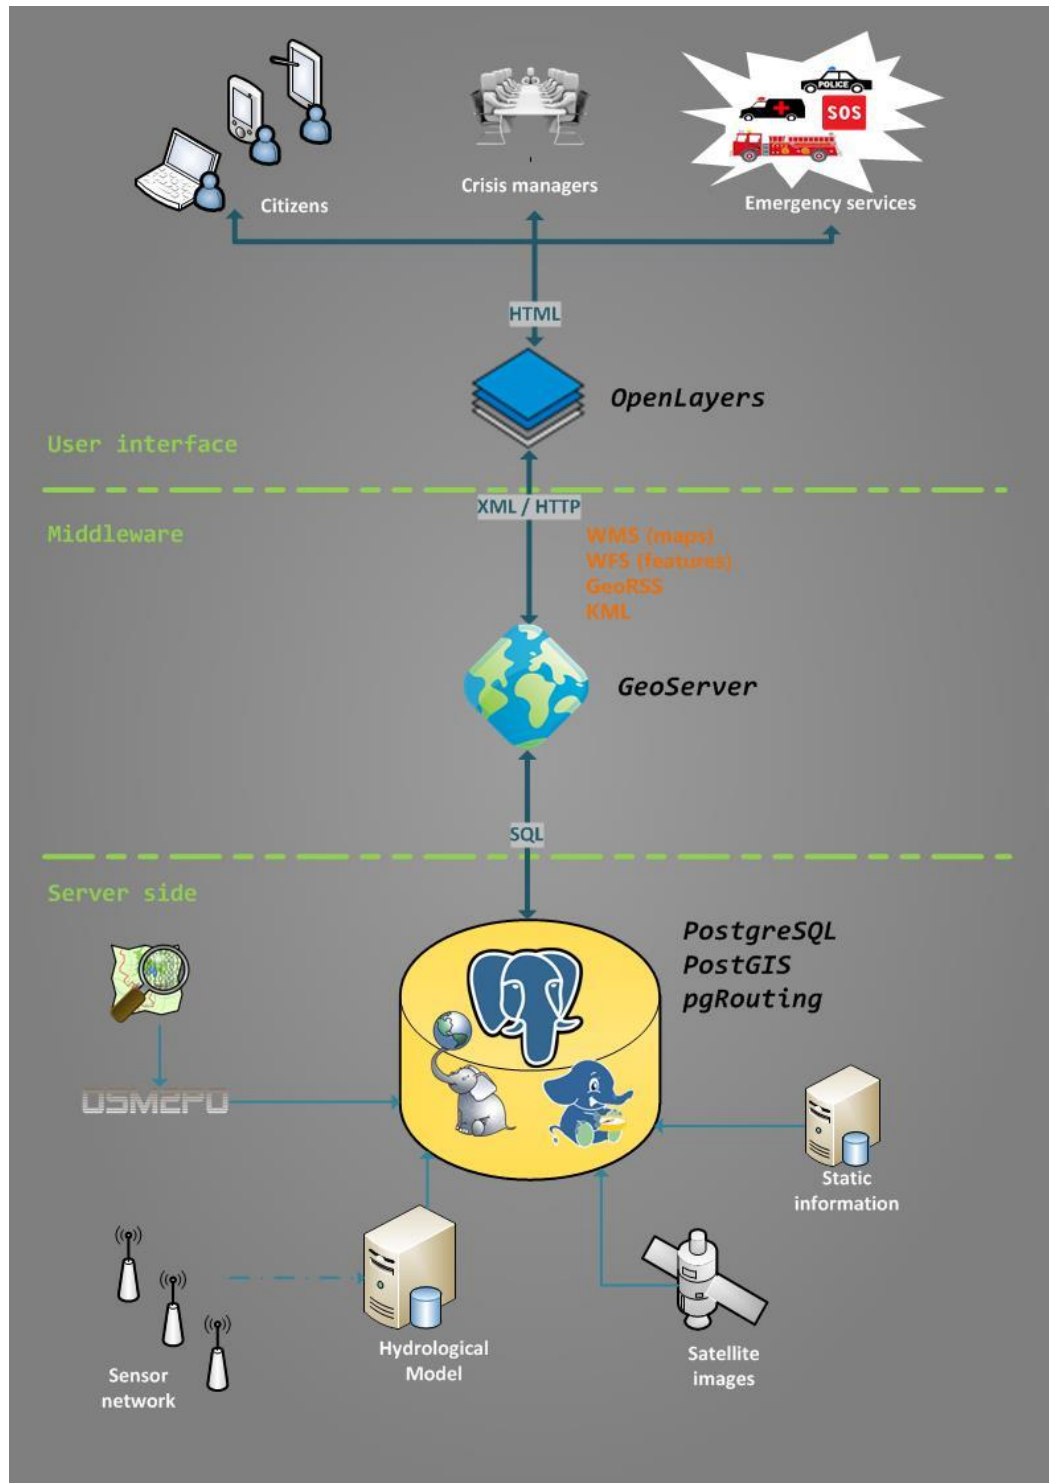 POLICE
SOS
Citizens
Crisis managers
Emergency services
HTML
OpenLayers
User interface
XML / HTTP
Middleware
WMS (maps)
WFS (features)
GeoRSS
KML
GeoServer
SQL
Server side
PostgreSQL
PostGIS
pgRouting
OSM2PO
Static
information
Hydrological
Model
Satellite
images
Sensor
network